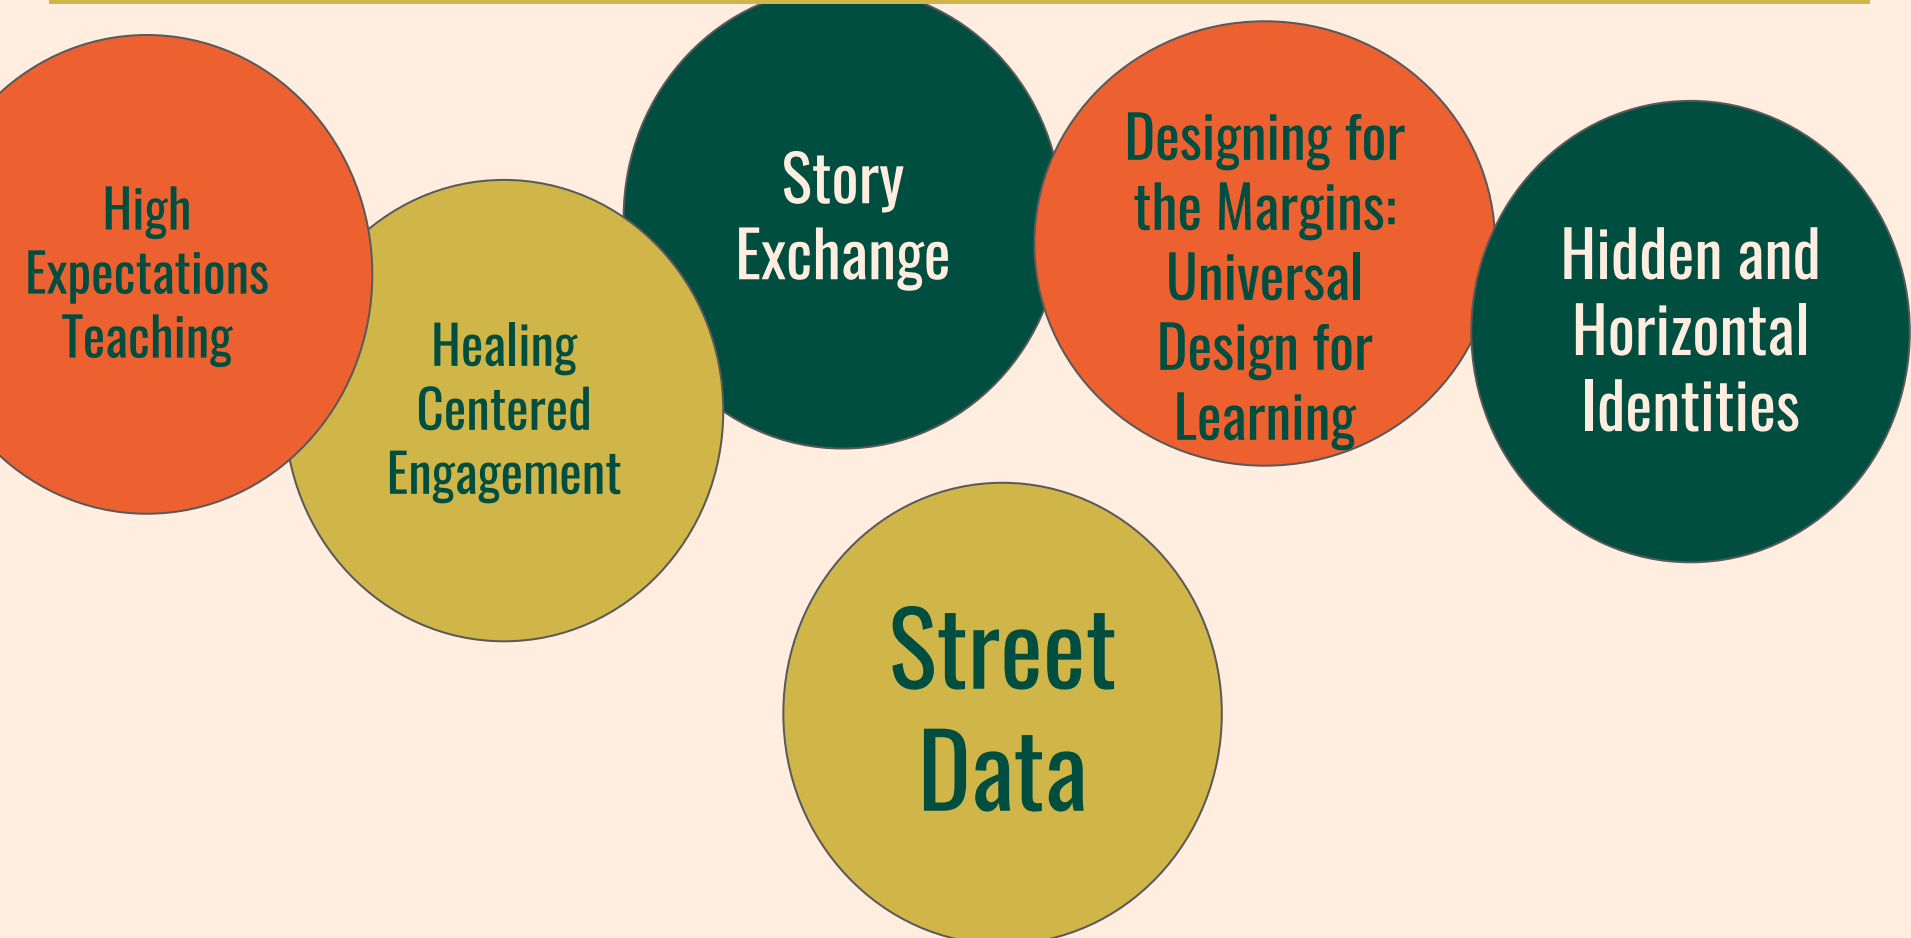 High
Expectations
Teaching
Healing
Centered
Engagement
Story
Exchange
Designing for
the Margins:
Universal
Design for
Learning
Hidden and
Horizontal
Identities
Street
Data